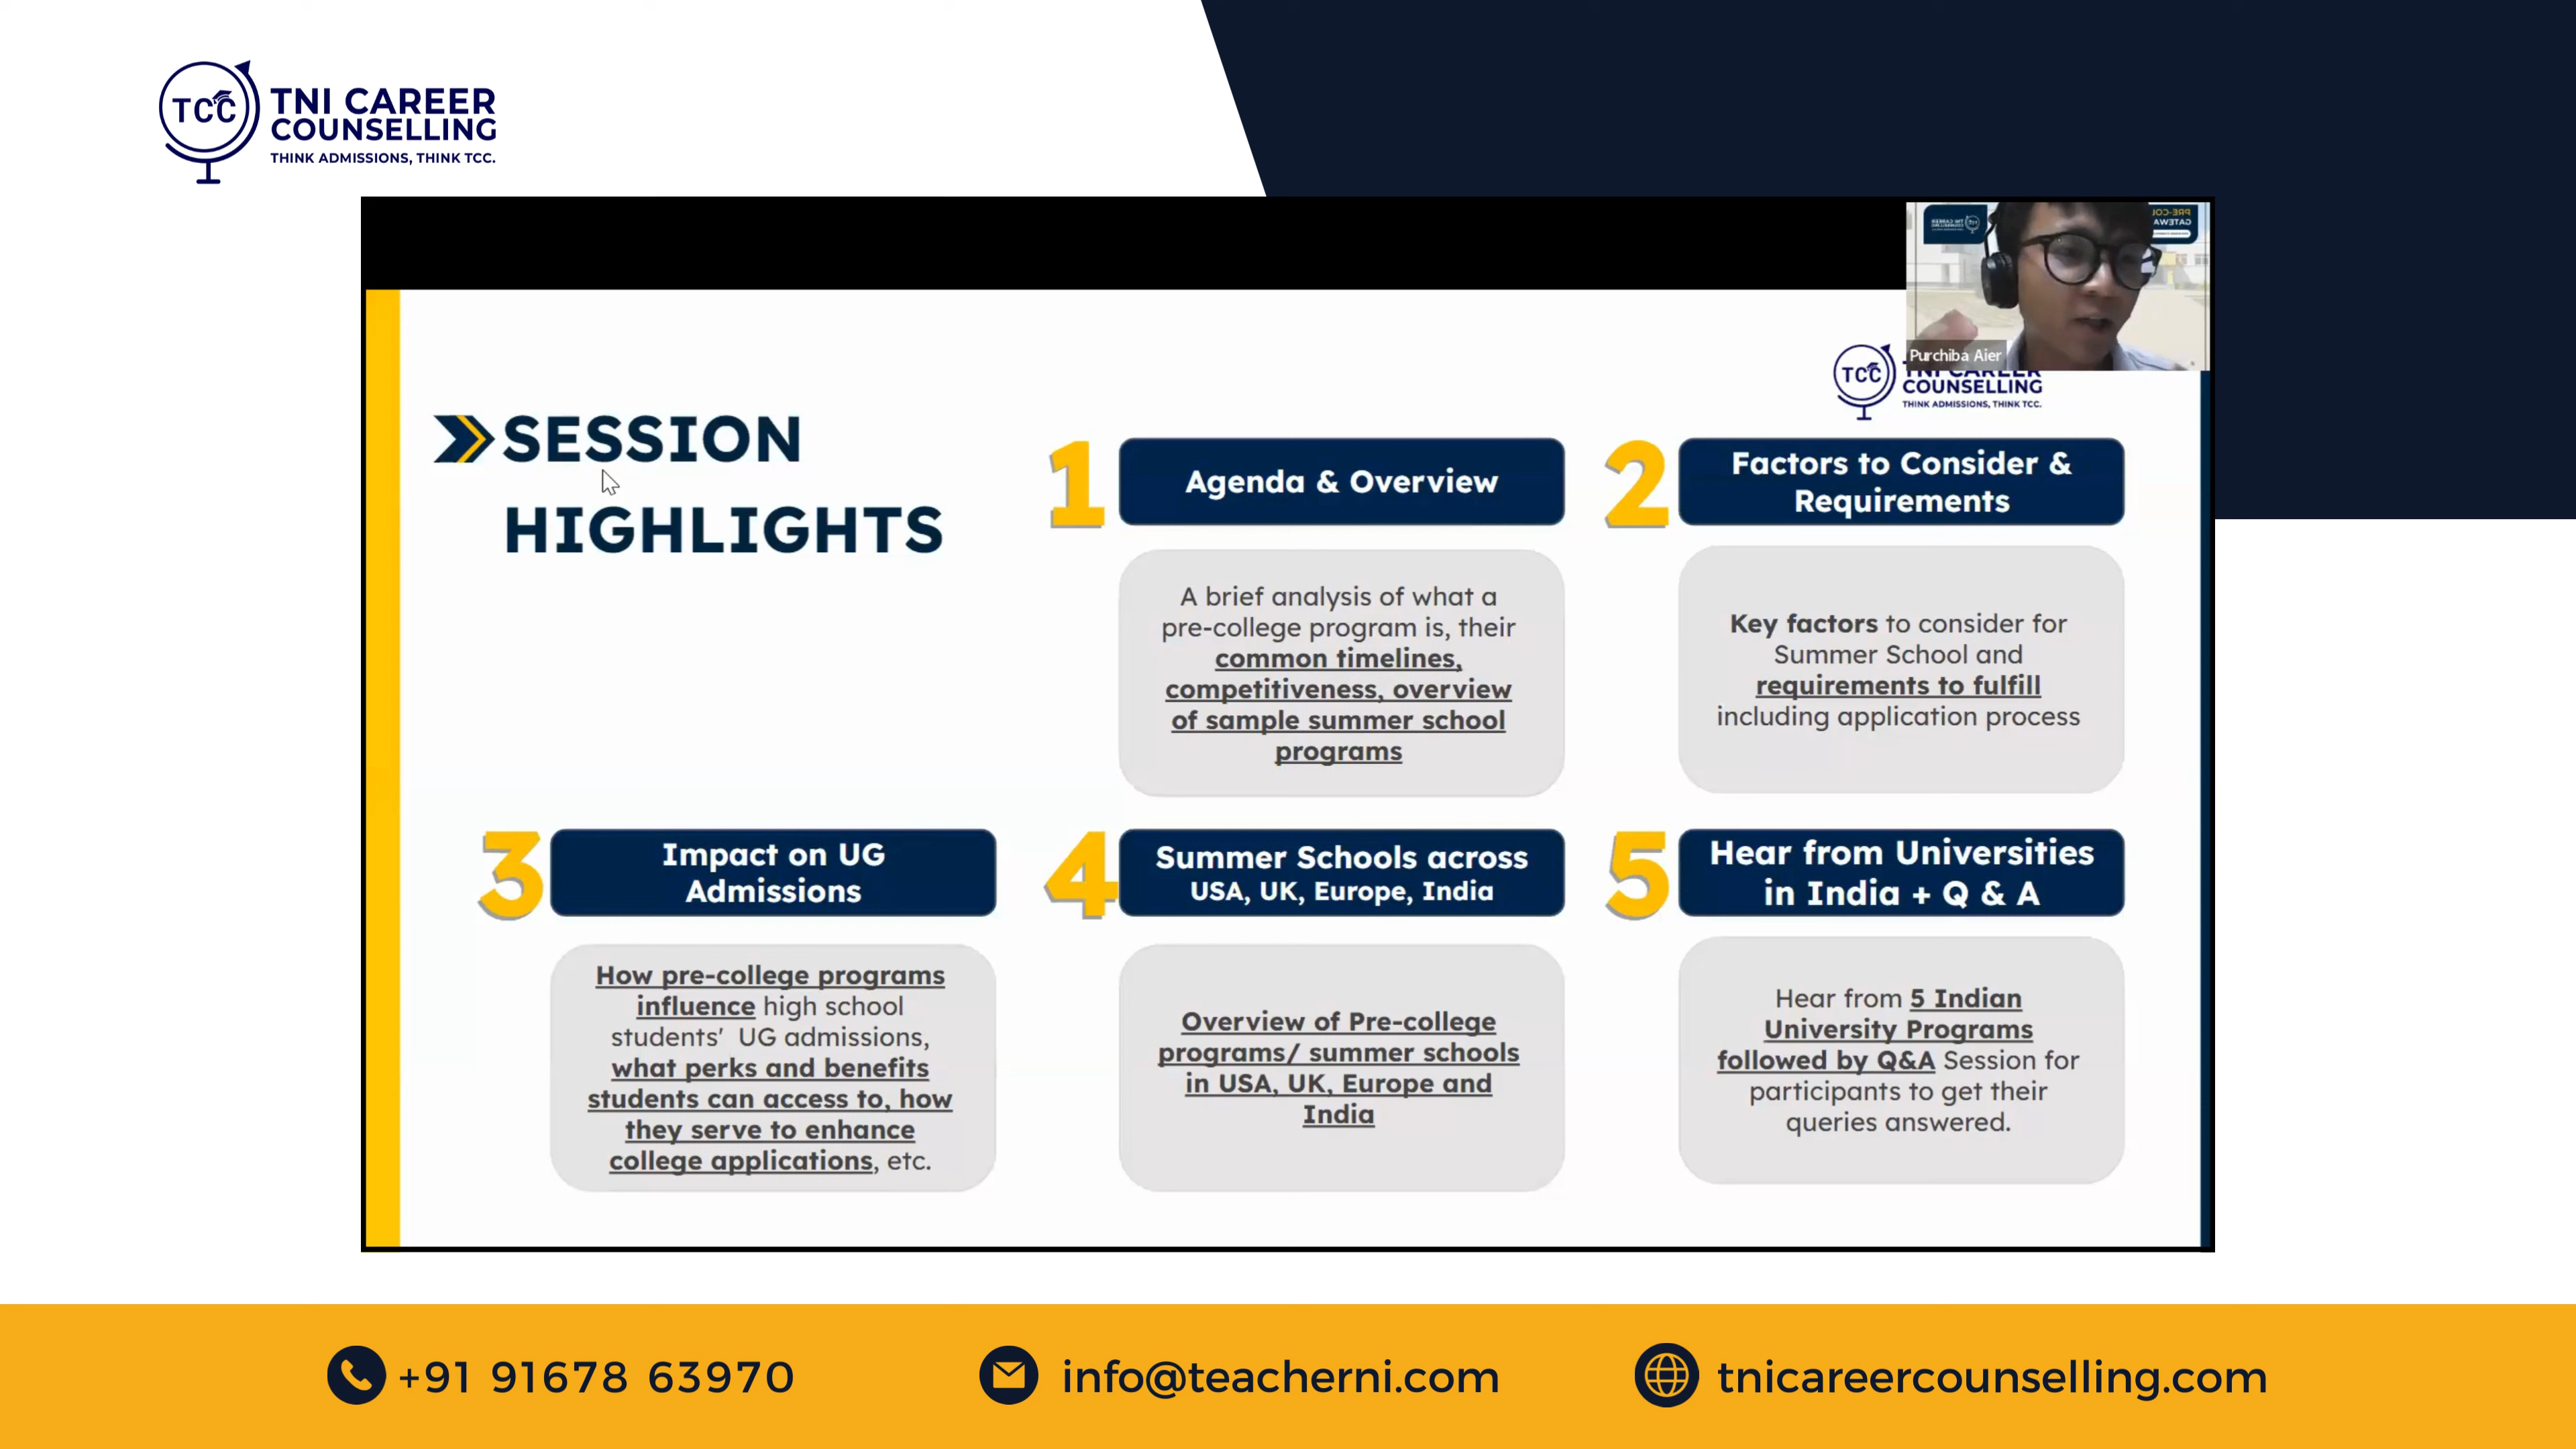 TCC
TNI CAREER
COUNSELLING
THINK ADMISSIONS, THINK TCC.
Purchiba Aier
TCC
TNI CAREER
COUNSELLING
THINK ADMISSIONS, THINK TCC.
SESSION
HIGHLIGHTS
1
Agenda & Overview
A brief analysis of what a
pre-college program is, their
common timelines,
competitiveness, overview
of sample summer school
programs
2
Factors to Consider &
Requirements
Key factors to consider for
Summer School and
requirements to fulfill
including application process
3
Impact on UG
Admissions
How pre-college programs
influence high school
students' UG admissions,
what perks and benefits
students can access to, how
they serve to enhance
college applications, etc.
4
Summer Schools across
USA, UK, Europe, India
Overview of Pre-college
programs/ summer schools
in USA, UK, Europe and
India
5
Hear from Universities
in India + Q & A
Hear from 5 Indian
University Programs
followed by Q&A Session for
participants to get their
queries answered.
+91 91678 63970
info@teacherni.com
tnicareercounselling.com